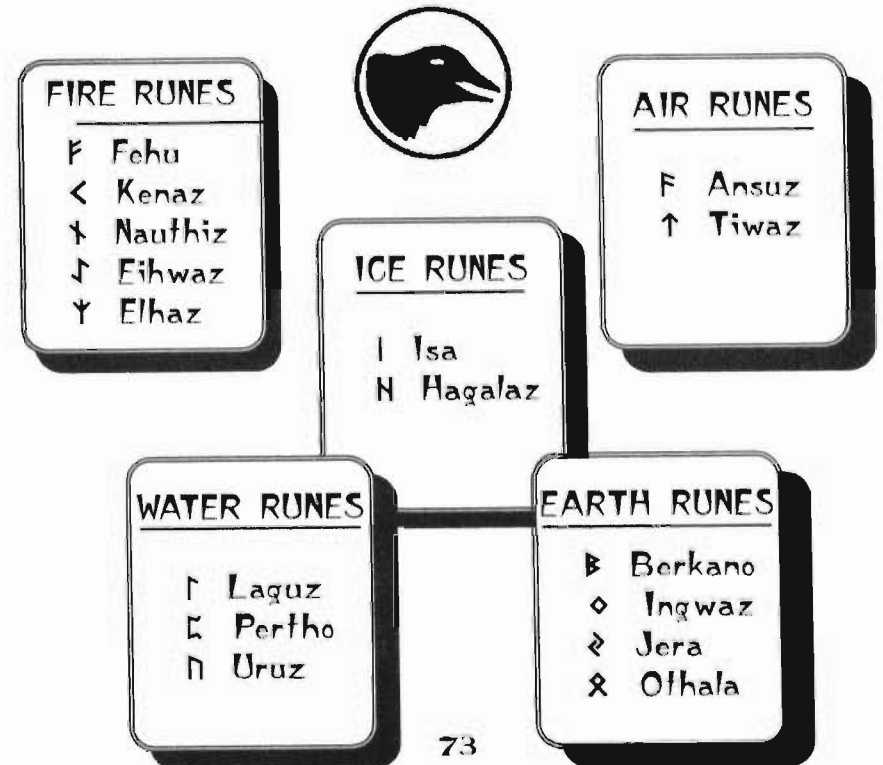 FIRE RUNES
ᚠ Fehu
ᚲ Kenaz
ᚾ Nauthiz
ᛇ Eihwaz
ᛉ Elhaz
AIR RUNES
ᚨ Ansuz
ᛏ Tiwaz
ICE RUNES
ᛁ Isa
ᚺ Hagalaz
WATER RUNES
ᛚ Laguz
ᛈ Pertho
ᚢ Uruz
EARTH RUNES
ᛒ Berkano
ᛜ Ingwaz
ᛃ Jera
ᛟ Othala
73